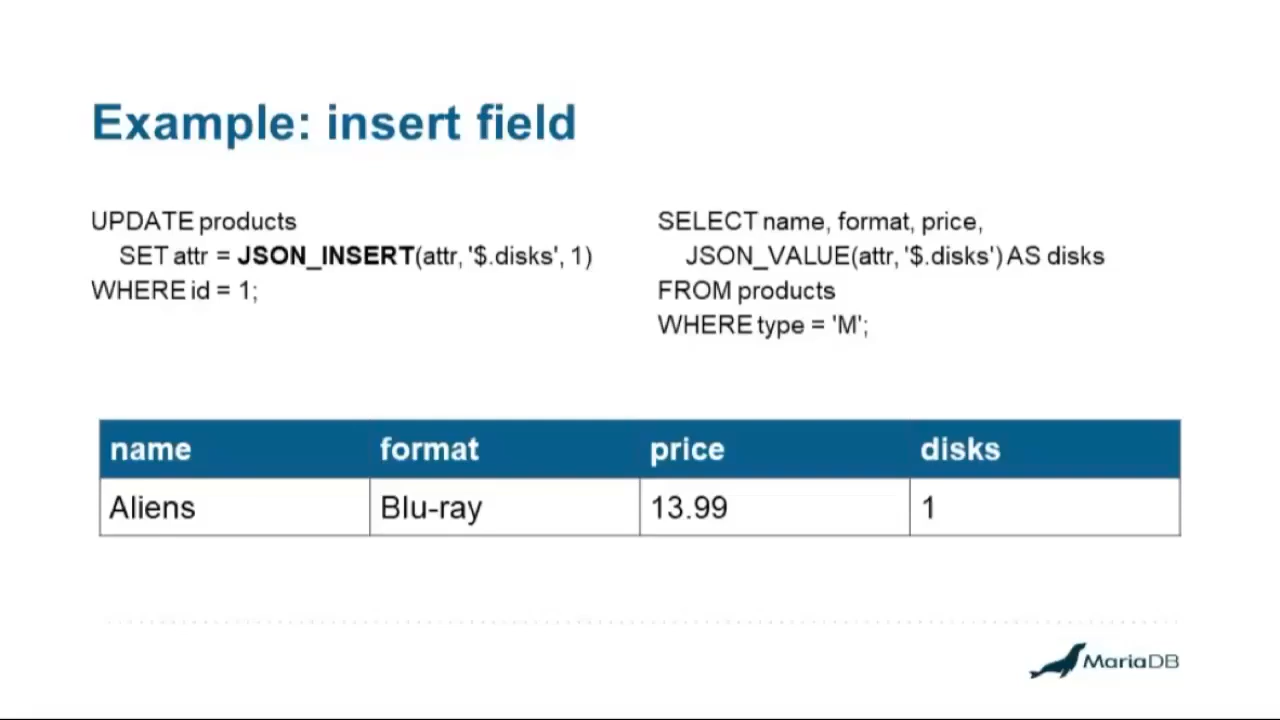 Example: insert field
UPDATE products
SET attr = JSON_INSERT(attr, '$.disks', 1)
WHERE id = 1;
SELECT name, format, price,
JSON_VALUE(attr, '$.disks') AS disks
FROM products
WHERE type = 'M';
name format price disks
Aliens Blu-ray 13.99 1
MariaDB